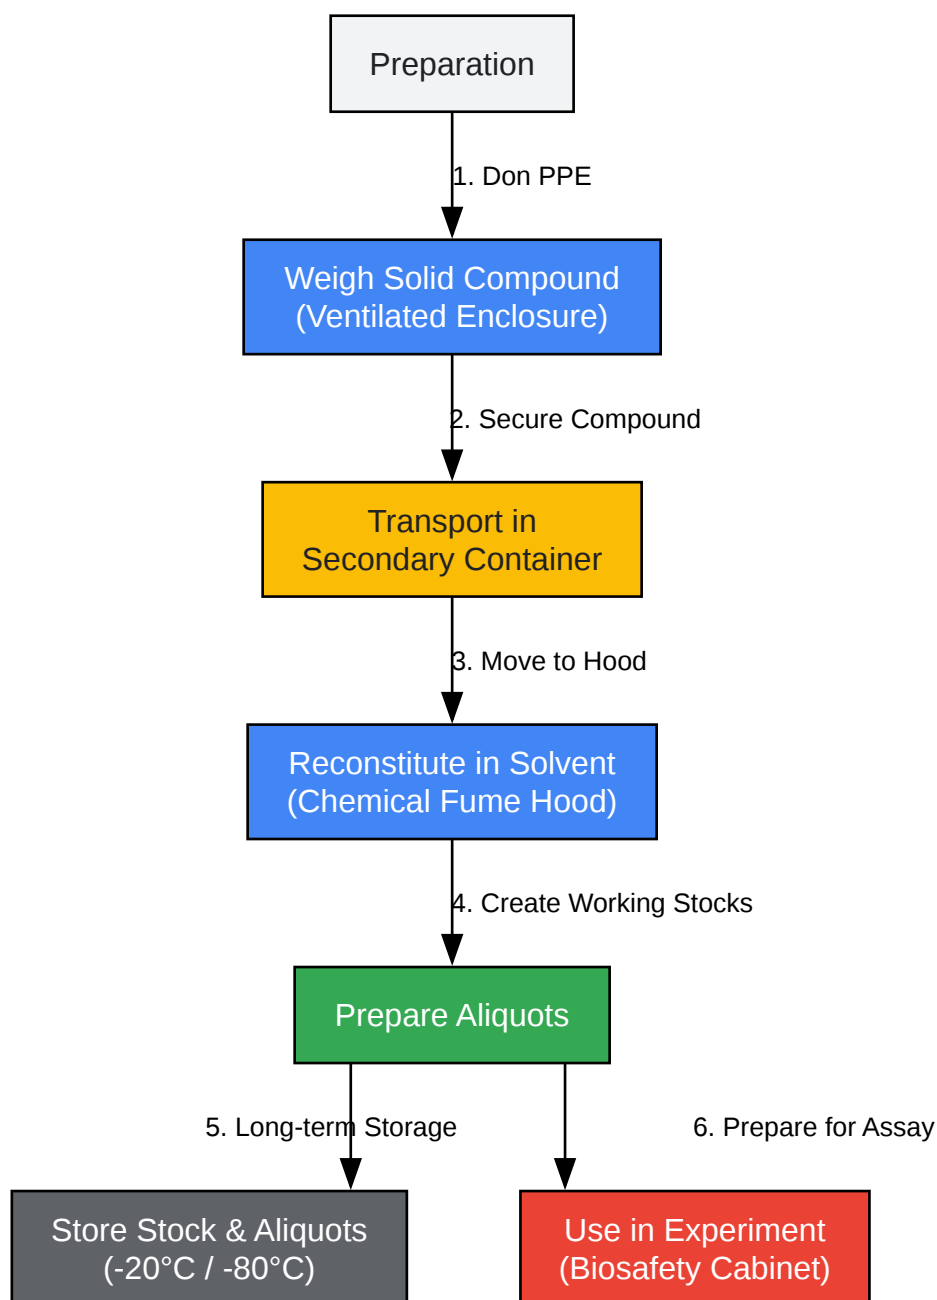 Preparation
1. Don PPE
Weigh Solid Compound
(Ventilated Enclosure)
2. Secure Compound
Transport in
Secondary Container
3. Move to Hood
Reconstitute in Solvent
(Chemical Fume Hood)
4. Create Working Stocks
Prepare Aliquots
5. Long-term Storage
6. Prepare for Assay
Store Stock & Aliquots
(-20°C / -80°C)
Use in Experiment
(Biosafety Cabinet)